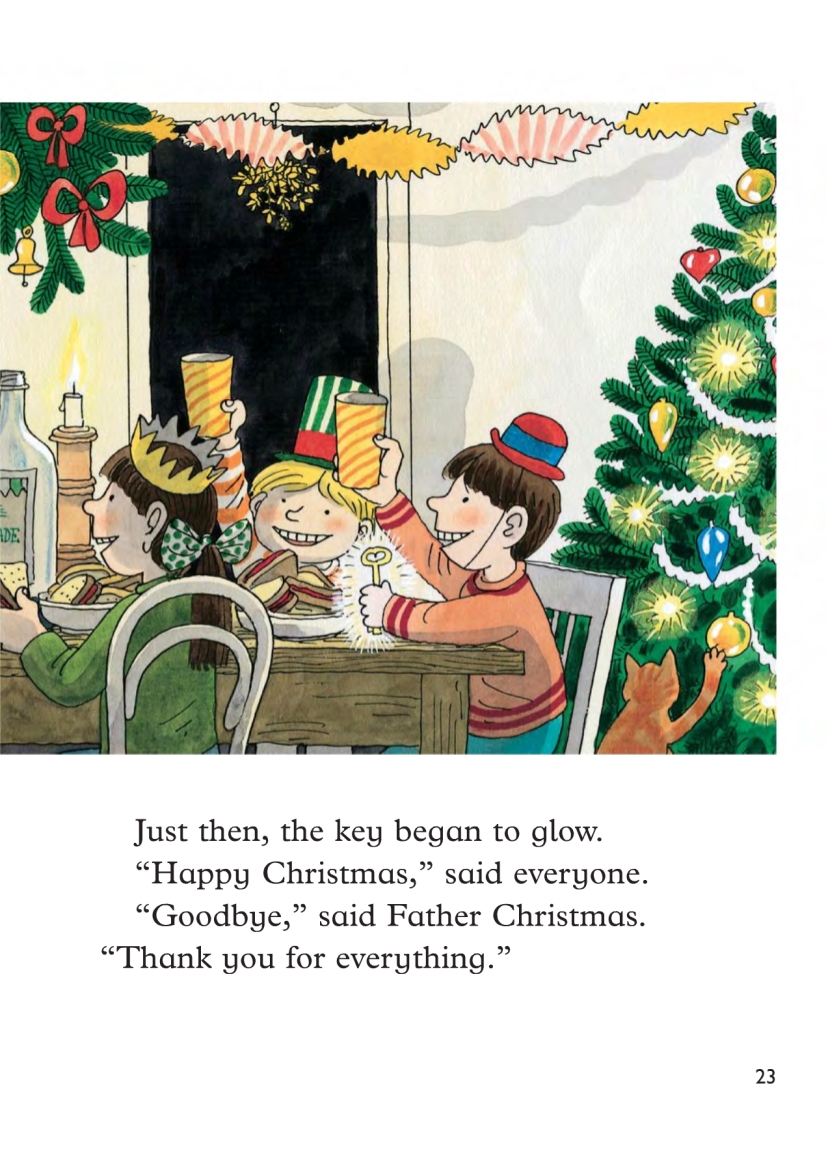 ADE
Just then, the key began to glow.
“Happy Christmas,” said everyone.
“Goodbye,” said Father Christmas.
“Thank you for everything.”
23